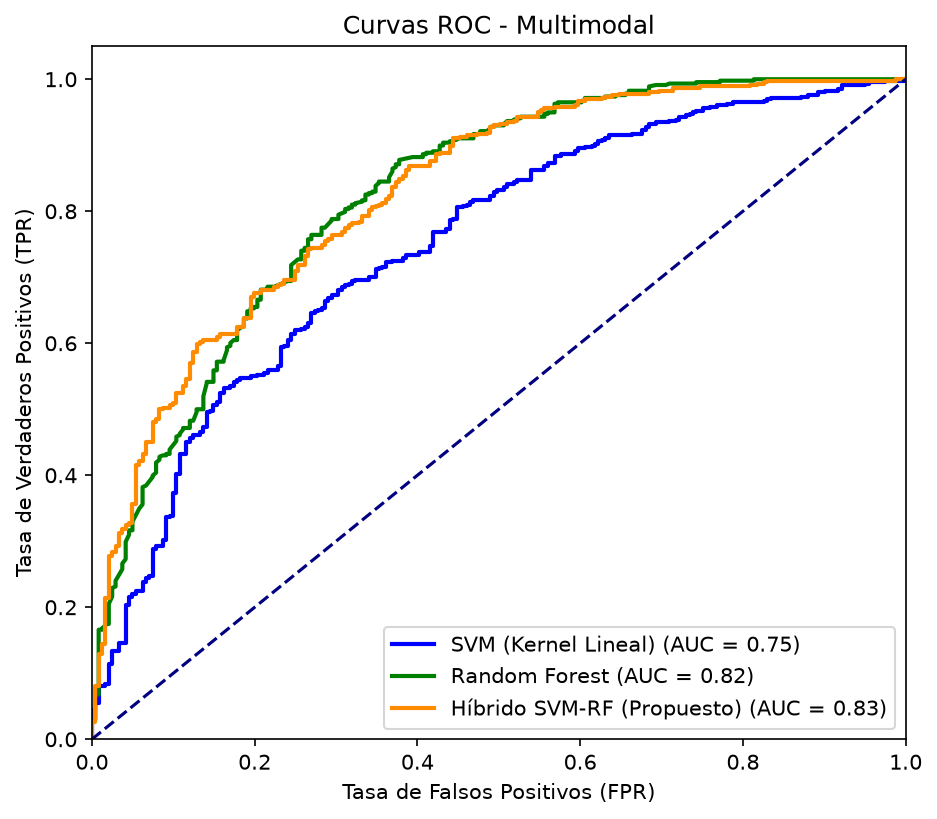 Curvas ROC - Multimodal
Tasa de Verdaderos Positivos (TPR)
1.0
0.8
0.6
0.4
0.2
0.0
0.0 0.2 0.4 0.6 0.8 1.0
Tasa de Falsos Positivos (FPR)
SVM (Kernel Lineal) (AUC = 0.75)
Random Forest (AUC = 0.82)
Híbrido SVM-RF (Propuesto) (AUC = 0.83)